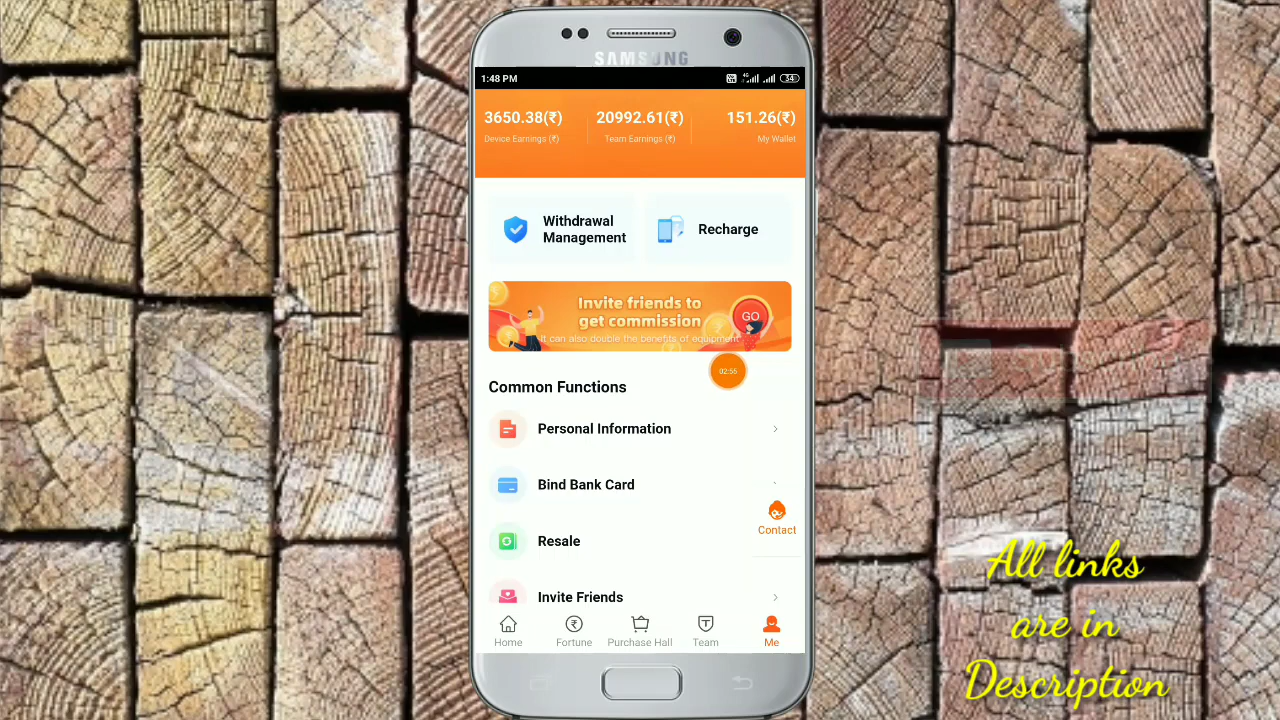 SAMSUNG
1:48 PM
4G
34
3650.38(₹)
20992.61(₹)
151.26(₹)
Device Earnings (₹)
Team Earnings (₹)
My Wallet
Withdrawal
Management
Recharge
Invite friends to
get commission
GO
It can also double the benefits of equipment
02:55
Common Functions
Personal Information
Bind Bank Card
Contact
Resale
Invite Friends
Home
Fortune
Purchase Hall
Team
Me
All links
are in
Description